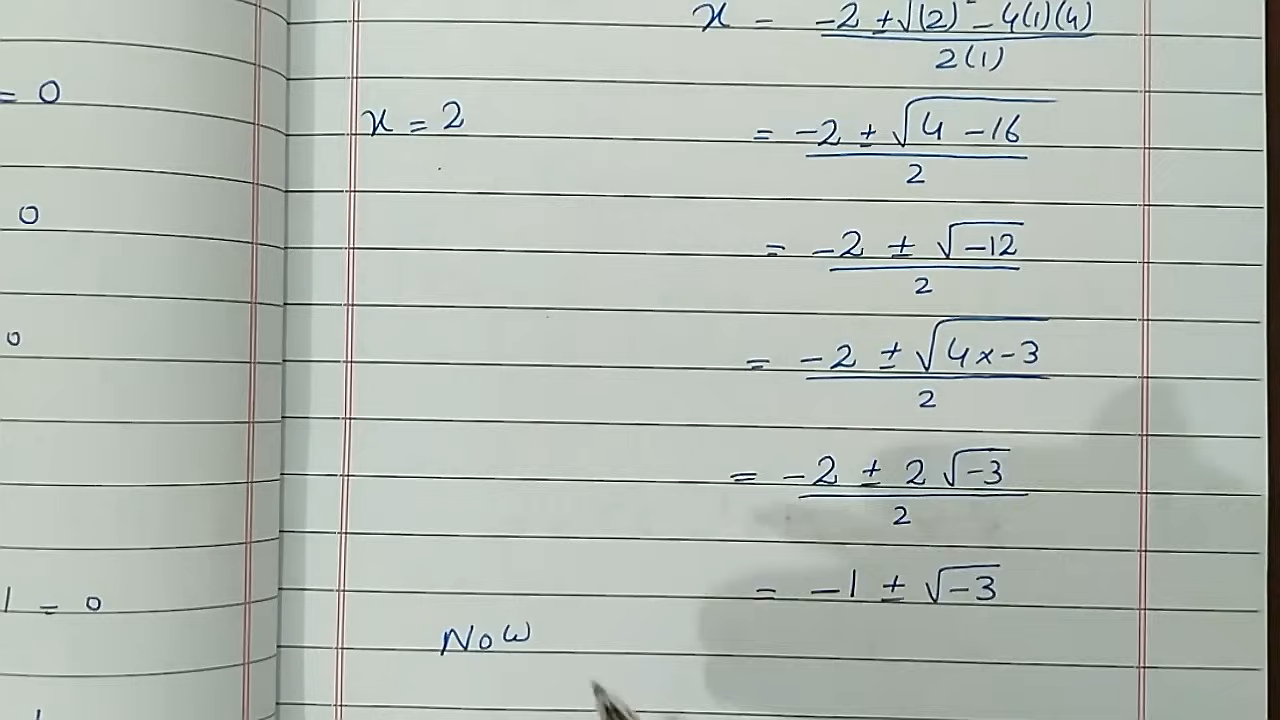 x = -2 ±√(2)² - 4(1)(4)
2(1)
= 0
x = 2
= -2 ± √4 - 16
2
0
= -2 ± √-12
2
0
= -2 ± √4x-3
2
= -2 ± 2√-3
2
1 = 0
= -1 ± √-3
Now